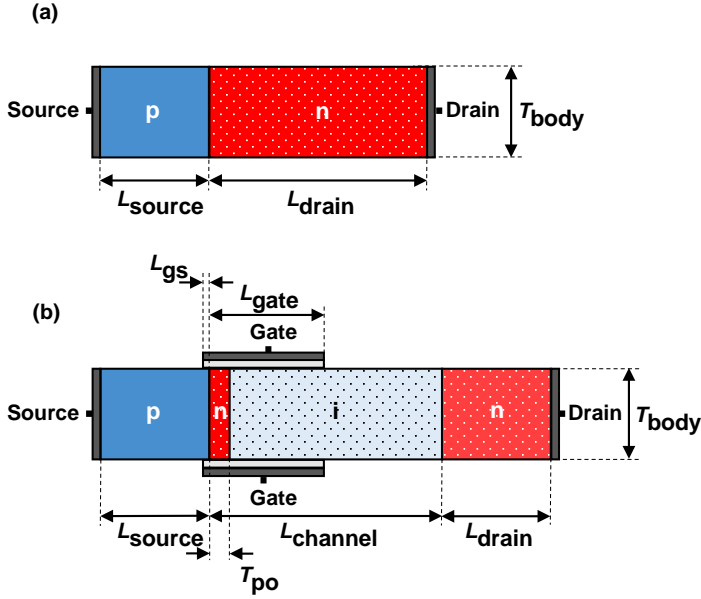 (a)
Source
p
n
Drain
Tbody
Lsource
Ldrain
(b)
Lgs
Lgate
Gate
Source
p
n
i
n
Drain
Tbody
Gate
Lsource
Lchannel
Ldrain
Tpo